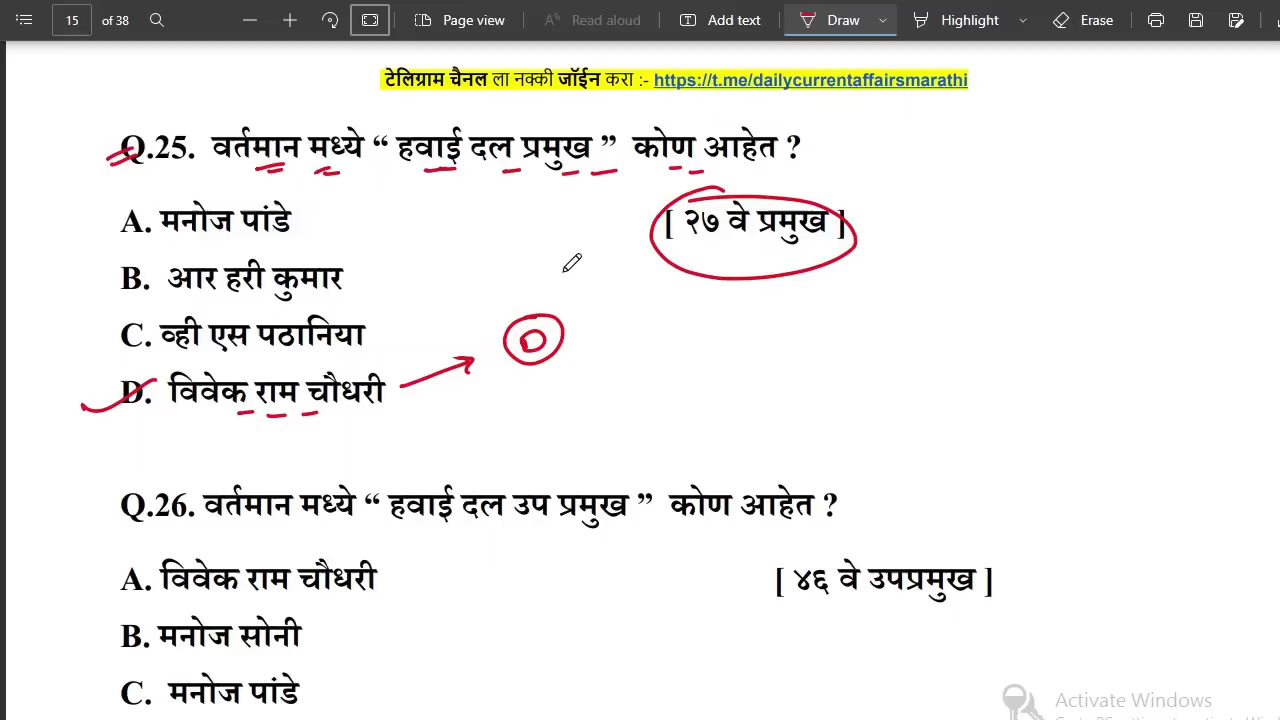 15 of 38 Page view Read aloud Add text Draw Highlight Erase
टेलिग्राम चैनल ला नक्की जॉईन करा :- https://t.me/dailycurrentaffairsmarathi
Q.25. वर्तमान मध्ये “ हवाई दल प्रमुख ” कोण आहेत ?
A. मनोज पांडे [ २७ वे प्रमुख ]
B. आर हरी कुमार
C. व्ही एस पठानिया
D. विवेक राम चौधरी
D
Q.26. वर्तमान मध्ये “ हवाई दल उप प्रमुख ” कोण आहेत ?
A. विवेक राम चौधरी [ ४६ वे उपप्रमुख ]
B. मनोज सोनी
C. मनोज पांडे
Activate Windows